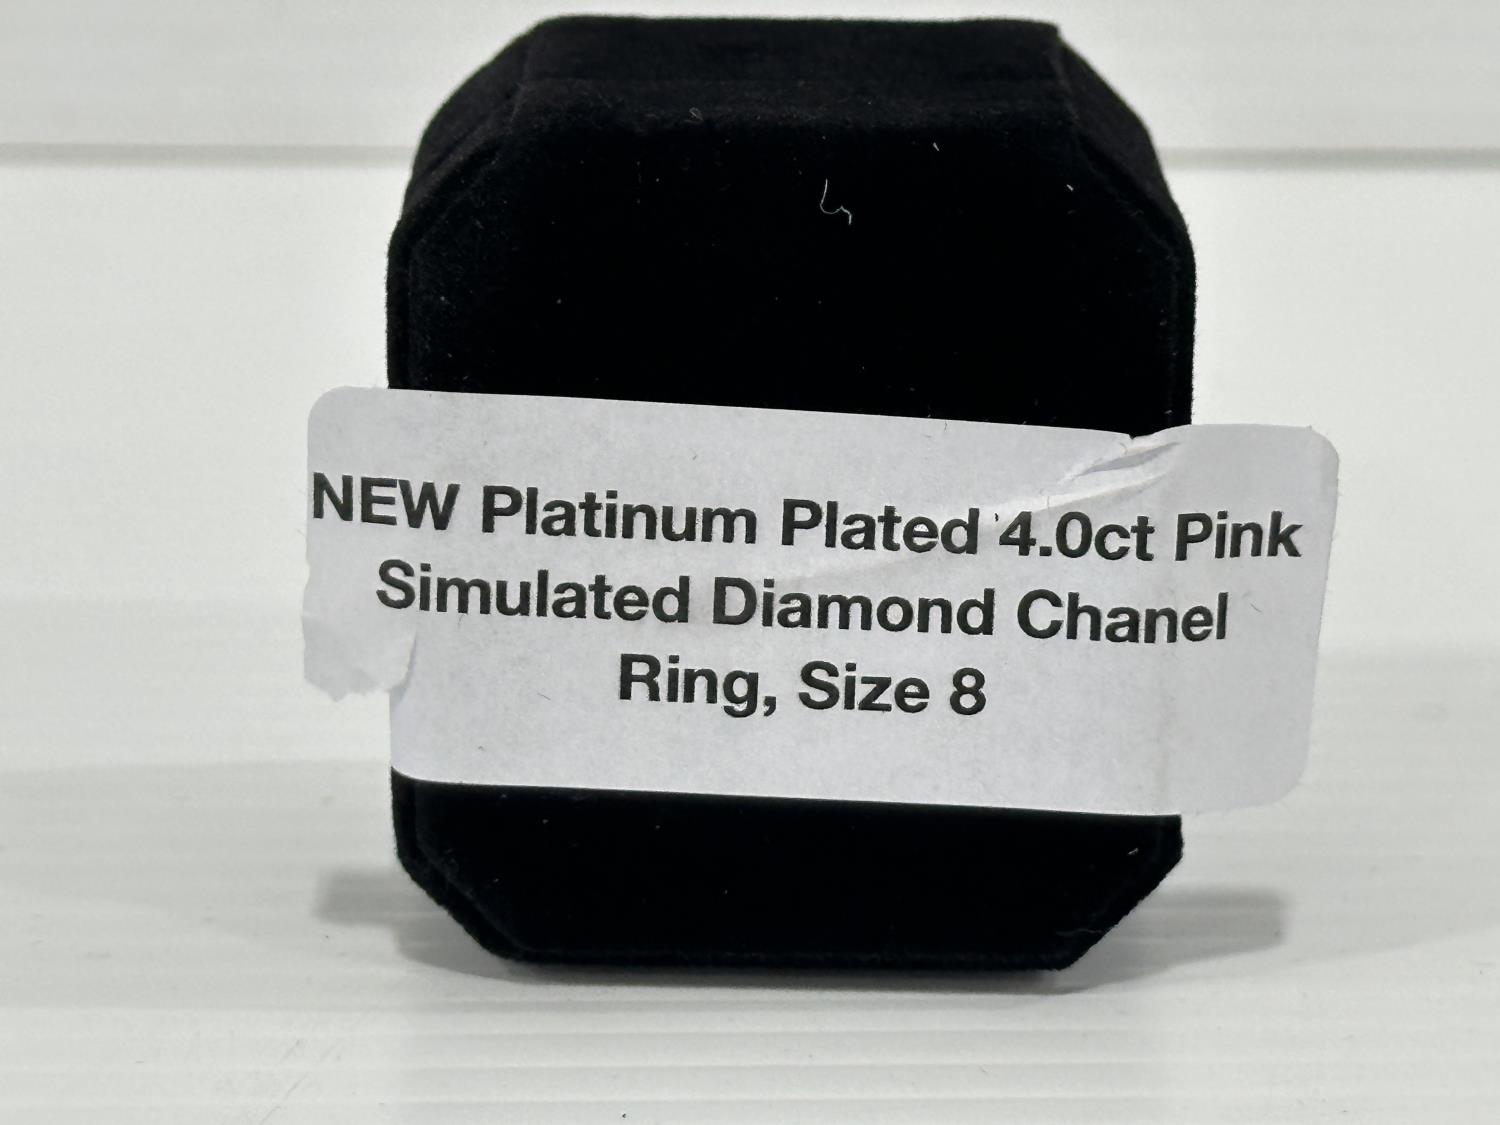 NEW Platinum Plated 4.0ct Pink
Simulated Diamond Chanel
Ring, Size 8